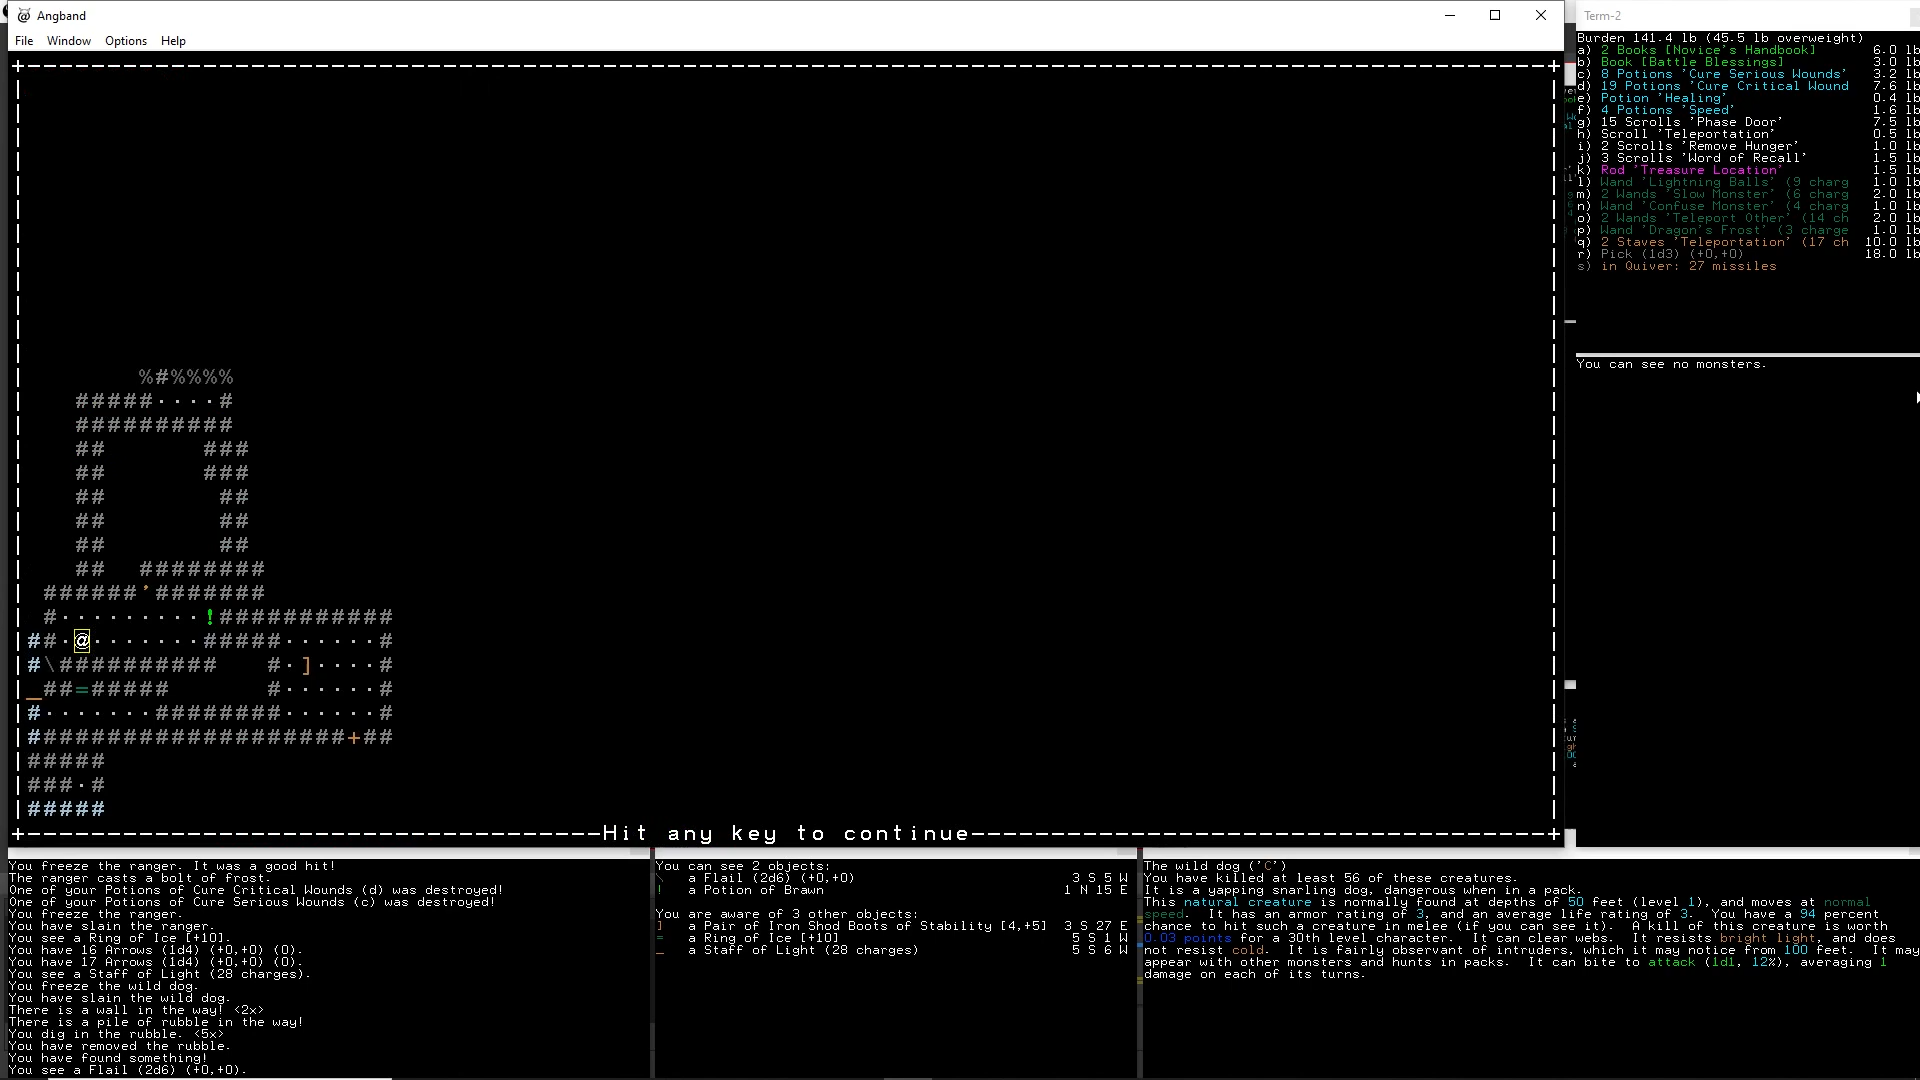 Angband
File Window Options Help
%#%%%%
#####····#
##########
## ###
## ###
## ##
## ##
## ##
## ########
######'#######
#·········!###########
##·@·······#####······#
#\########## #·]····#
_##=##### #······#
#·······########······#
####################+##
#####
###·#
#####
Hit any key to continue
Term-2
Burden 141.4 lb (45.5 lb overweight)
a) 2 Books [Novice's Handbook] 6.0 lb
b) Book [Battle Blessings] 3.0 lb
c) 8 Potions 'Cure Serious Wounds' 3.2 lb
d) 19 Potions 'Cure Critical Wound 7.6 lb
e) Potion 'Healing' 0.4 lb
f) 4 Potions 'Speed' 1.6 lb
g) 15 Scrolls 'Phase Door' 7.5 lb
h) Scroll 'Teleportation' 0.5 lb
i) 2 Scrolls 'Remove Hunger' 1.0 lb
j) 3 Scrolls 'Word of Recall' 1.5 lb
k) Rod 'Treasure Location' 1.5 lb
l) Wand 'Lightning Balls' (9 charg 1.0 lb
m) 2 Wands 'Slow Monster' (6 charg 2.0 lb
n) Wand 'Confuse Monster' (4 charg 1.0 lb
o) 2 Wands 'Teleport Other' (14 ch 2.0 lb
p) Wand 'Dragon's Frost' (3 charge 1.0 lb
q) 2 Staves 'Teleportation' (17 ch 10.0 lb
r) Pick (1d3) (+0,+0) 18.0 lb
s) in Quiver: 27 missiles
You can see no monsters.
You freeze the ranger. It was a good hit!
The ranger casts a bolt of frost.
One of your Potions of Cure Critical Wounds (d) was destroyed!
One of your Potions of Cure Serious Wounds (c) was destroyed!
You freeze the ranger.
You have slain the ranger.
You see a Ring of Ice [+10].
You have 16 Arrows (1d4) (+0,+0) (0).
You have 17 Arrows (1d4) (+0,+0) (0).
You see a Staff of Light (28 charges).
You freeze the wild dog.
You have slain the wild dog.
There is a wall in the way! <2x>
There is a pile of rubble in the way!
You dig in the rubble. <5x>
You have removed the rubble.
You have found something!
You see a Flail (2d6) (+0,+0).
You can see 2 objects:
\ a Flail (2d6) (+0,+0) 3 S 5 W
! a Potion of Brawn 1 N 15 E
You are aware of 3 other objects:
] a Pair of Iron Shod Boots of Stability [4,+5] 3 S 27 E
= a Ring of Ice [+10] 5 S 1 W
_ a Staff of Light (28 charges) 5 S 6 W
The wild dog ('C')
You have killed at least 56 of these creatures.
It is a yapping snarling dog, dangerous when in a pack.
This natural creature is normally found at depths of 50 feet (level 1), and moves at normal
speed. It has an armor rating of 3, and an average life rating of 3. You have a 94 percent
chance to hit such a creature in melee (if you can see it). A kill of this creature is worth
0.03 points for a 30th level character. It can clear webs. It resists bright light, and does
not resist cold. It is fairly observant of intruders, which it may notice from 100 feet. It may
appear with other monsters and hunts in packs. It can bite to attack (1d1, 12%), averaging 1
damage on each of its turns.